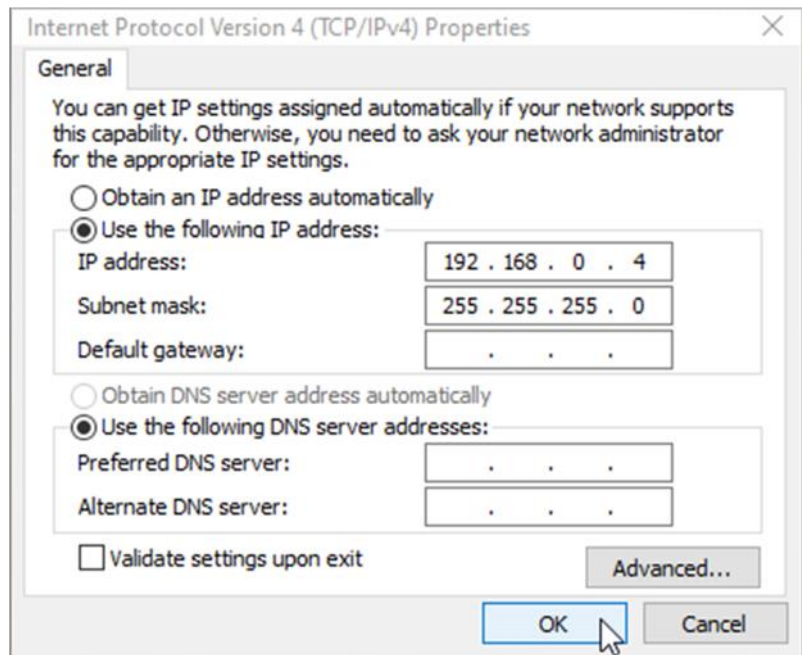 Internet Protocol Version 4 (TCP/IPv4) Properties
General
You can get IP settings assigned automatically if your network supports
this capability. Otherwise, you need to ask your network administrator
for the appropriate IP settings.
Obtain an IP address automatically
Use the following IP address:
IP address: 192 . 168 . 0 . 4
Subnet mask: 255 . 255 . 255 . 0
Default gateway: . . .
Obtain DNS server address automatically
Use the following DNS server addresses:
Preferred DNS server: . . .
Alternate DNS server: . . .
Validate settings upon exit
Advanced...
OK Cancel